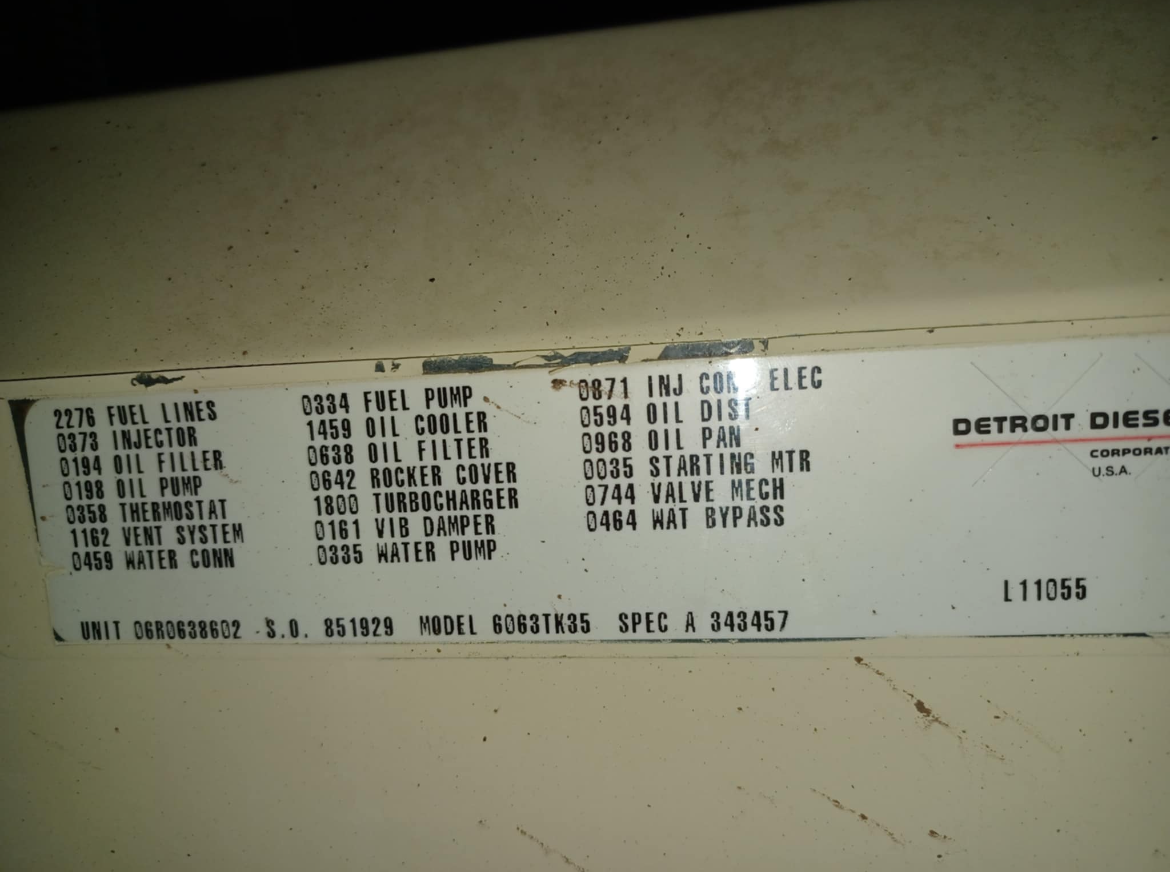 2276 FUEL LINES
0373 INJECTOR
0194 OIL FILLER
0198 OIL PUMP
0358 THERMOSTAT
1162 VENT SYSTEM
0459 WATER CONN
0334 FUEL PUMP
1459 OIL COOLER
0638 OIL FILTER
0642 ROCKER COVER
1800 TURBOCHARGER
0161 VIB DAMPER
0335 WATER PUMP
0871 INJ CON ELEC
0594 OIL DIST
0968 OIL PAN
0035 STARTING MTR
0744 VALVE MECH
0464 WAT BYPASS
DETROIT DIESE
CORPORAT
U.S.A.
L11055
UNIT 06R0638602 S.O. 851929 MODEL 6063TK35 SPEC A 343457